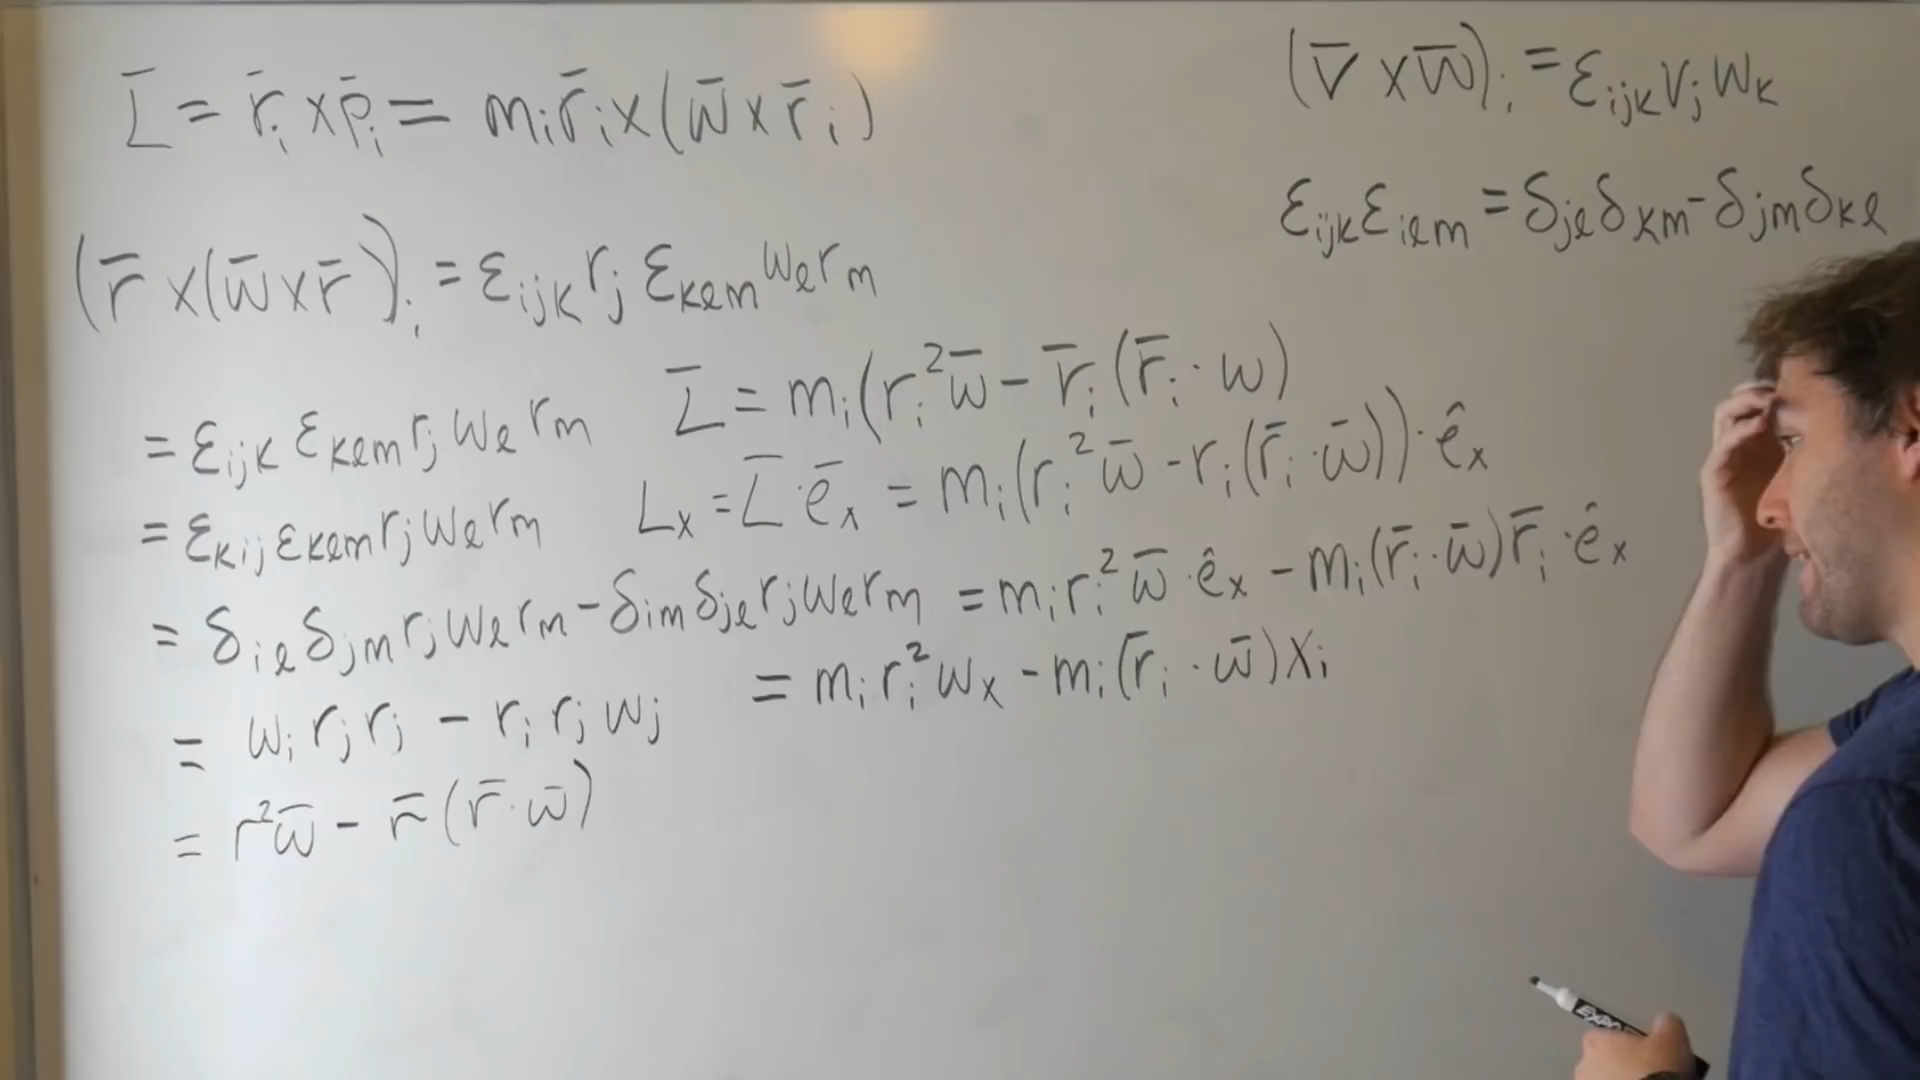 L̄ = r̄ᵢ × p̄ᵢ = mᵢ r̄ᵢ × (w̄ × r̄ᵢ)
(v̄ × w̄)ᵢ = εᵢⱼₖ vⱼ wₖ
εᵢⱼₖ εᵢₗₘ = δⱼₗ δₖₘ - δⱼₘ δₖₗ
(r̄ × (w̄ × r̄))ᵢ = εᵢⱼₖ rⱼ εₖₗₘ wₗ rₘ
= εᵢⱼₖ εₖₗₘ rⱼ wₗ rₘ
= εₖᵢⱼ εₖₗₘ rⱼ wₗ rₘ
= δᵢₗ δⱼₘ rⱼ wₗ rₘ - δᵢₘ δⱼₗ rⱼ wₗ rₘ
= wᵢ rⱼ rⱼ - rᵢ rⱼ wⱼ
= r² w̄ - r̄ (r̄ · w̄)
L̄ = mᵢ (rᵢ² w̄ - r̄ᵢ (r̄ᵢ · w)
Lₓ = L̄ · ēₓ = mᵢ (rᵢ² w̄ - rᵢ (r̄ᵢ · w̄)) · êₓ
= mᵢ rᵢ² w̄ · êₓ - mᵢ (r̄ᵢ · w̄) r̄ᵢ · êₓ
= mᵢ rᵢ² wₓ - mᵢ (r̄ᵢ · w̄) xᵢ
EXPO